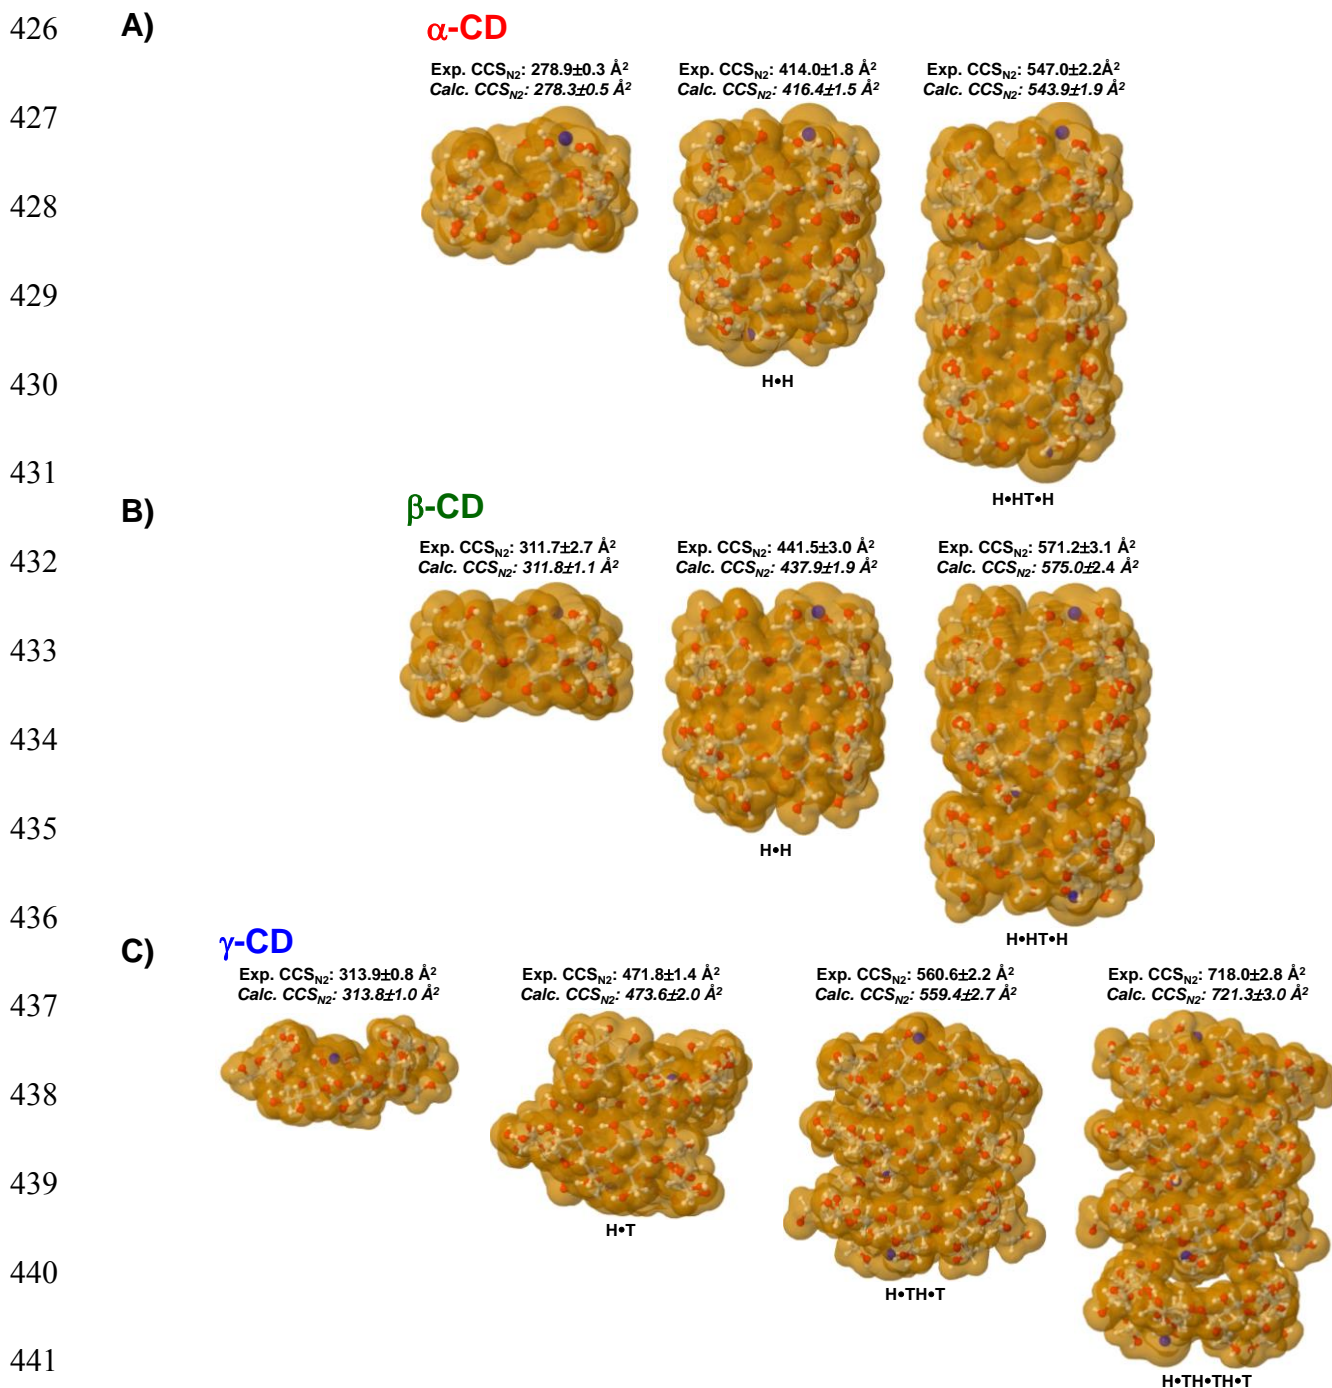 426
A)
α-CD
Exp. CCSN2: 278.9±0.3 Å²
Calc. CCSN2: 278.3±0.5 Å²
Exp. CCSN2: 414.0±1.8 Å²
Calc. CCSN2: 416.4±1.5 Å²
Exp. CCSN2: 547.0±2.2Å²
Calc. CCSN2: 543.9±1.9 Å²
427
428
429
430
H•H
431
H•HT•H
B)
β-CD
432
Exp. CCSN2: 311.7±2.7 Å²
Calc. CCSN2: 311.8±1.1 Å²
Exp. CCSN2: 441.5±3.0 Å²
Calc. CCSN2: 437.9±1.9 Å²
Exp. CCSN2: 571.2±3.1 Å²
Calc. CCSN2: 575.0±2.4 Å²
433
434
435
H•H
436
H•HT•H
C)
γ-CD
437
Exp. CCSN2: 313.9±0.8 Å²
Calc. CCSN2: 313.8±1.0 Å²
Exp. CCSN2: 471.8±1.4 Å²
Calc. CCSN2: 473.6±2.0 Å²
Exp. CCSN2: 560.6±2.2 Å²
Calc. CCSN2: 559.4±2.7 Å²
Exp. CCSN2: 718.0±2.8 Å²
Calc. CCSN2: 721.3±3.0 Å²
438
439
H•T
440
H•TH•T
441
H•TH•TH•T